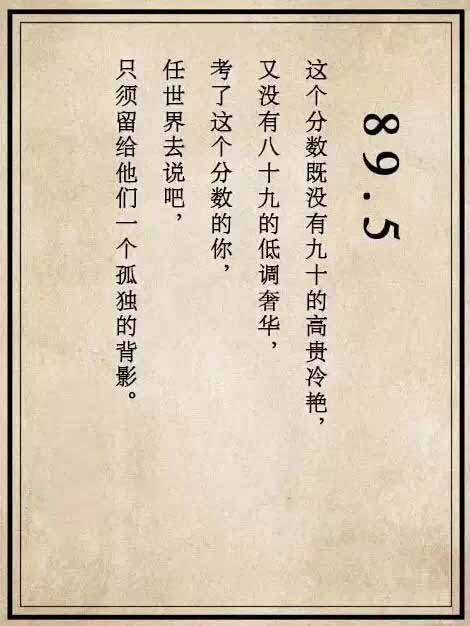 89.5
这个分数既没有九十的高贵冷艳，
又没有八十九的低调奢华，
考了这个分数的你，
任世界去说吧，
只须留给他们一个孤独的背影。